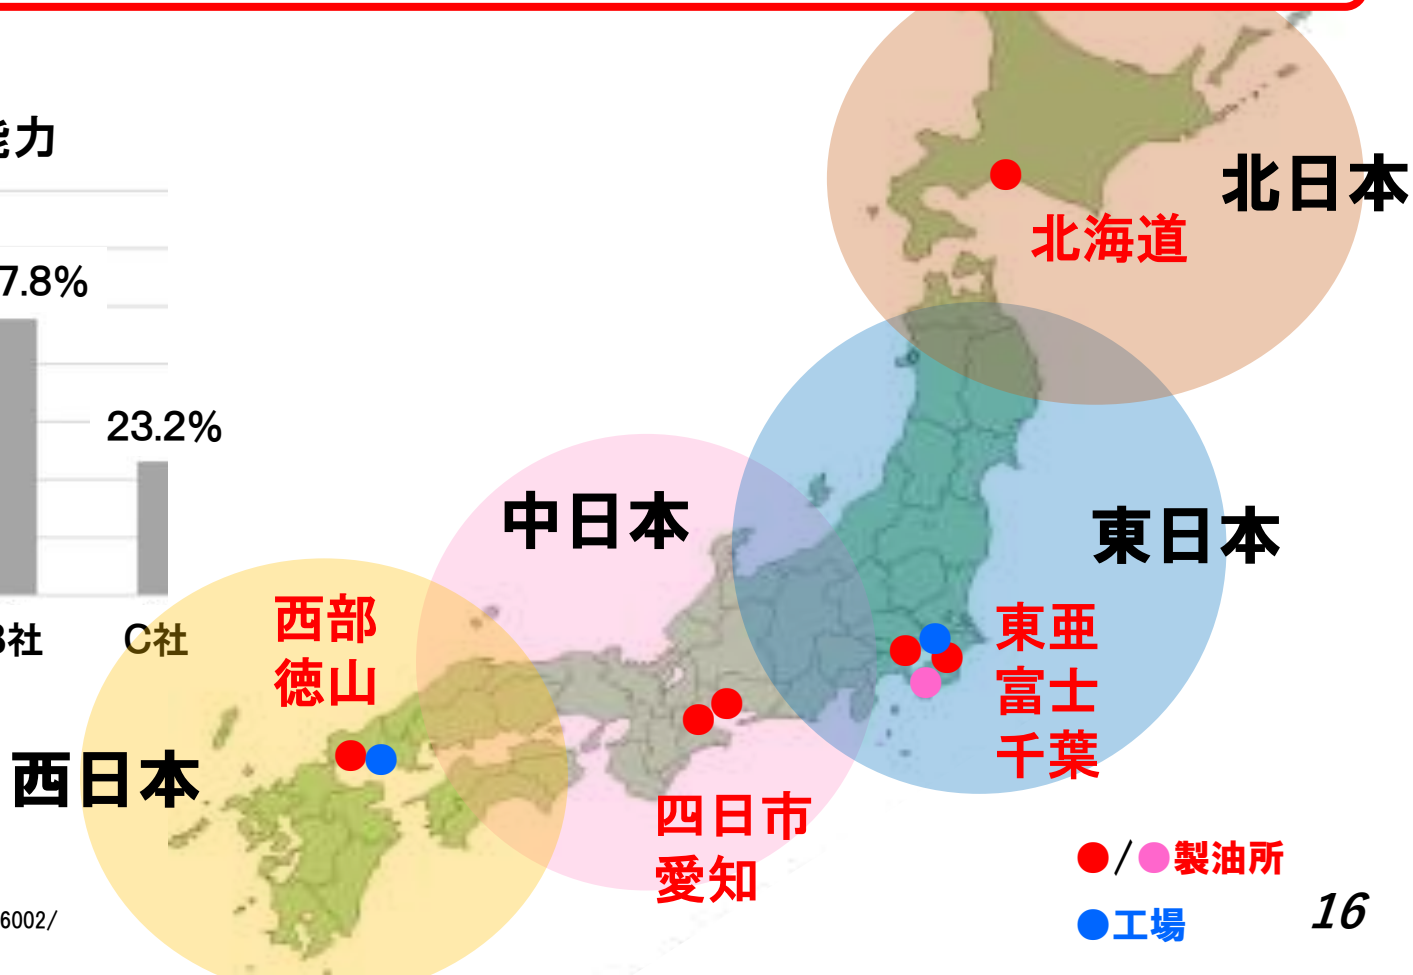 能力
7.8%
23.2%
B社
C社
北日本
北海道
中日本
東日本
西部
徳山
東亜
富士
千葉
西日本
四日市
愛知
/製油所
工場
6002/
16